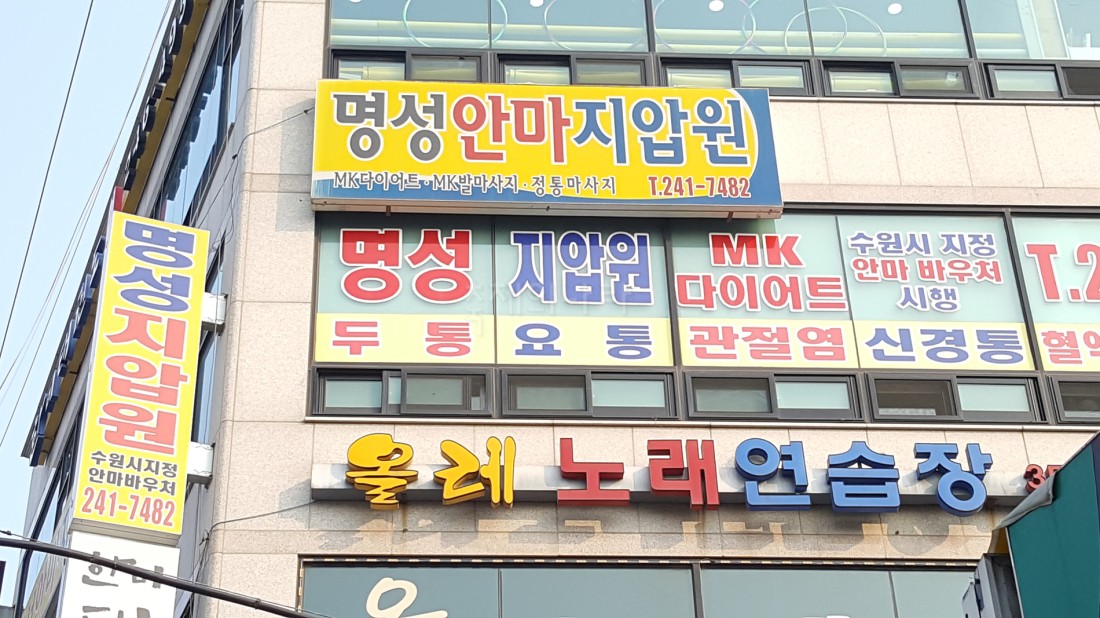 명성안마지압원
MK다이어트·MK발마사지·정통마사지 T.241-7482
명성
두통
지압원
요통
MK
다이어트
관절염
수원시 지정
안마 바우처
시행
신경통
T.2
혈액
명성지압원
수원시지정
안마바우처
241-7482
올레 노래연습장